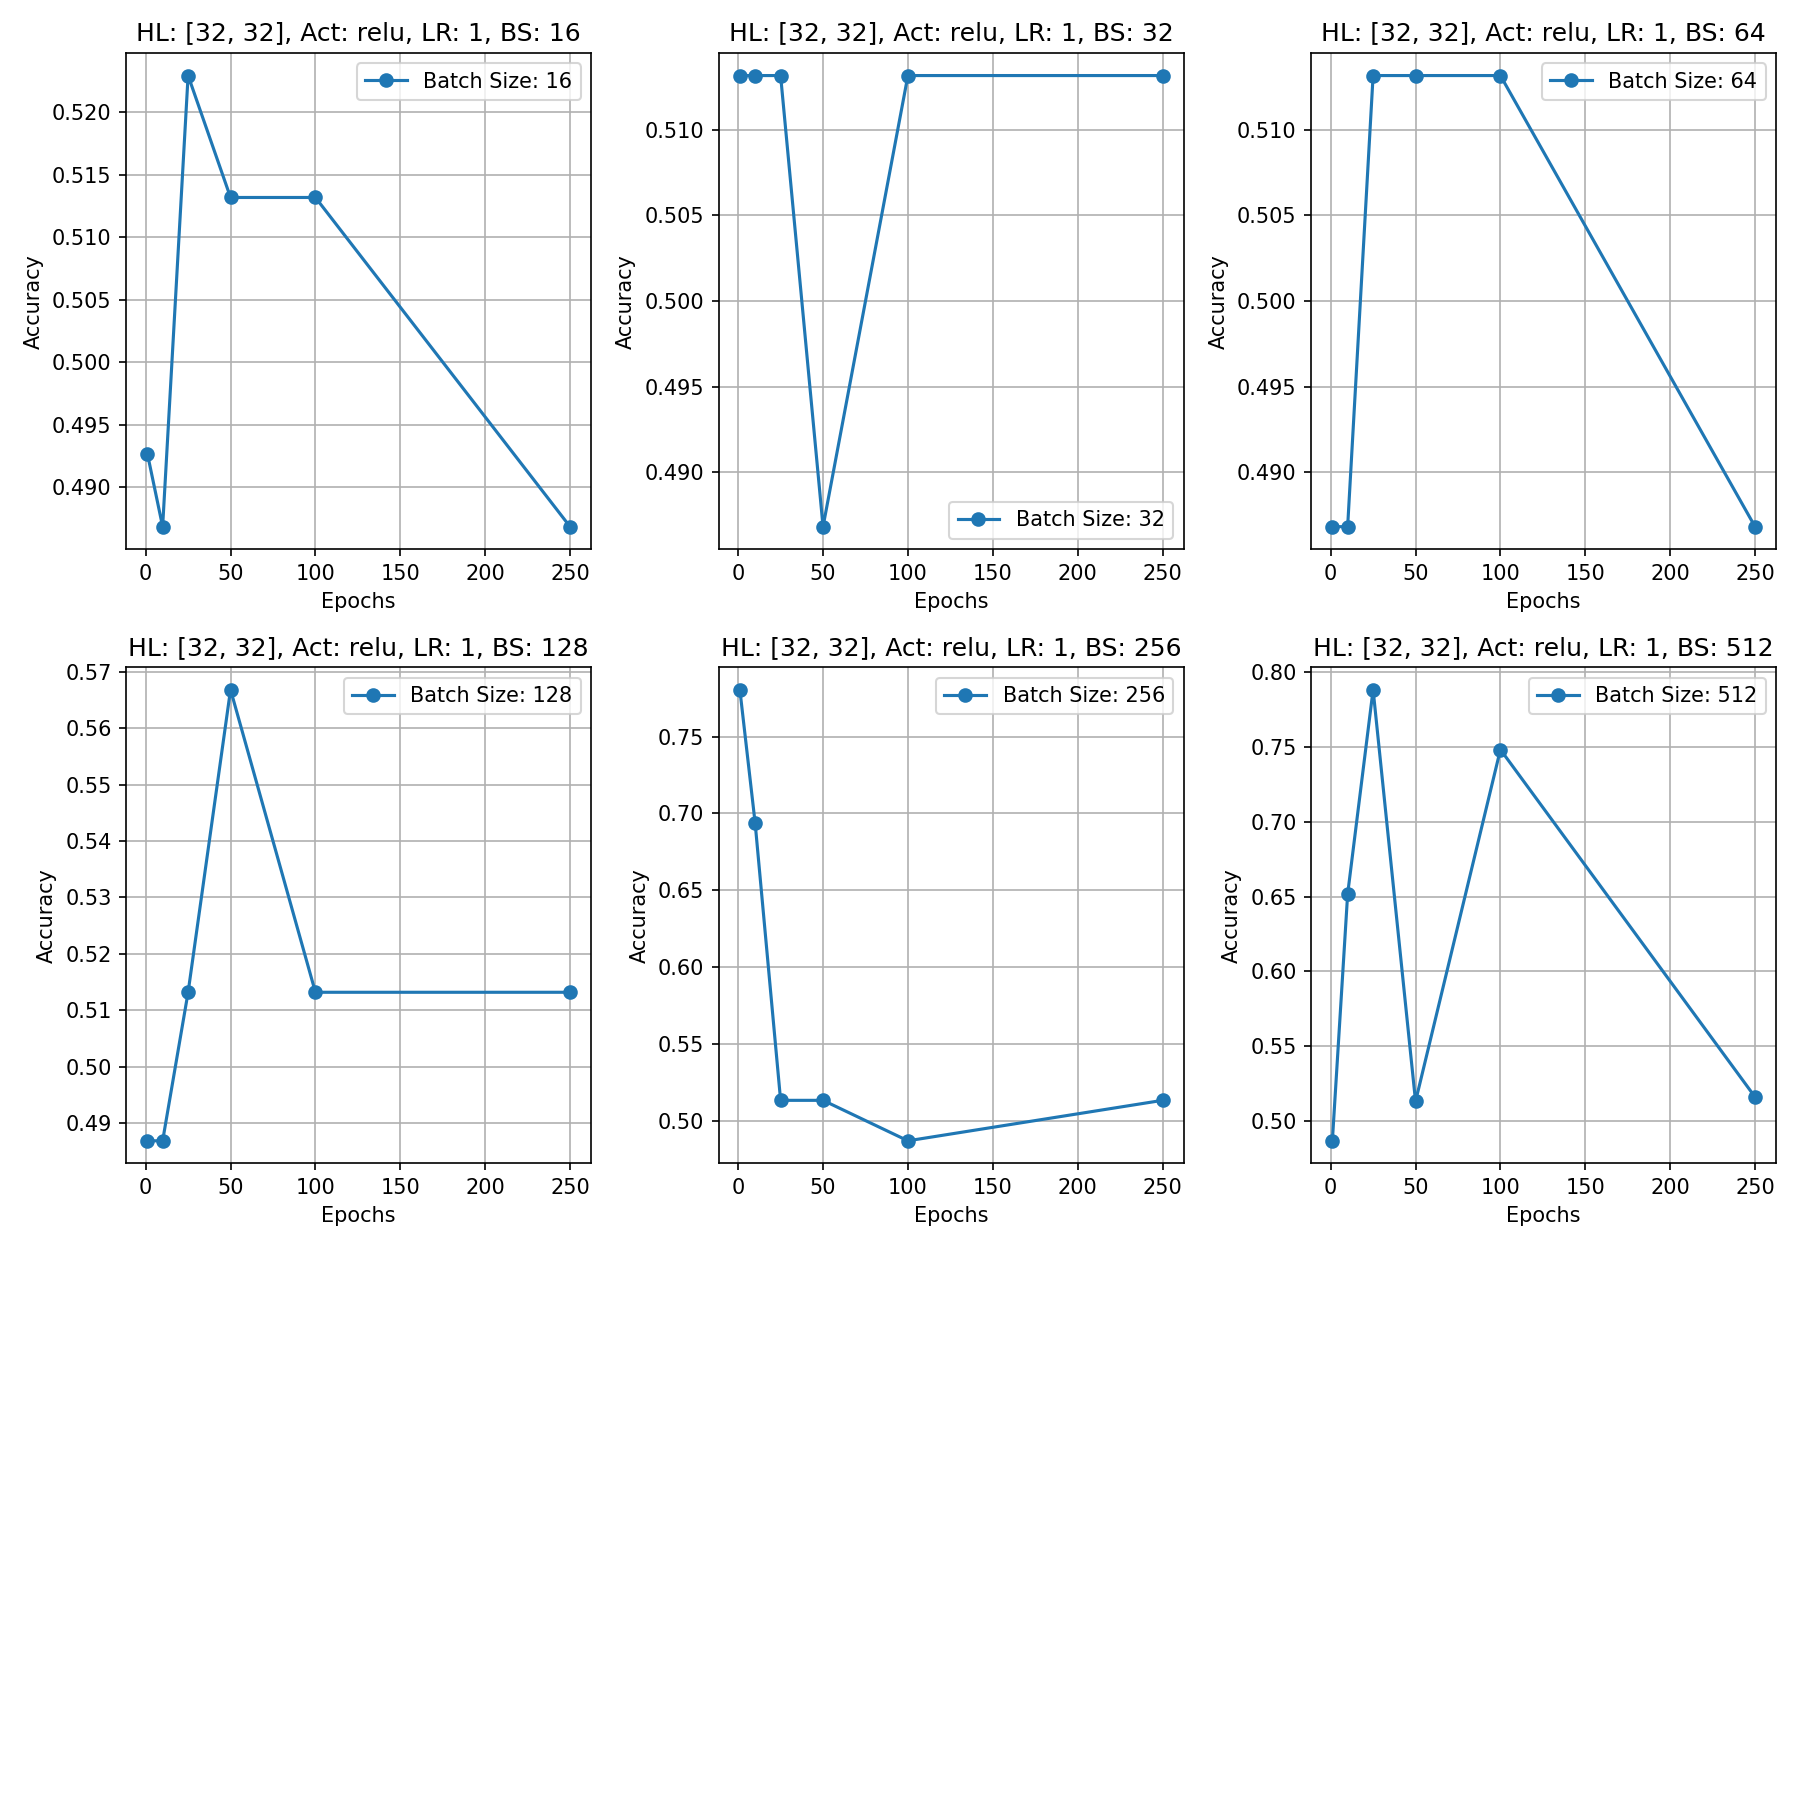 HL: [32, 32], Act: relu, LR: 1, BS: 16
Batch Size: 16
0.520
0.515
0.510
0.505
0.500
0.495
0.490
Accuracy
0 50 100 150 200 250
Epochs
HL: [32, 32], Act: relu, LR: 1, BS: 32
0.510
0.505
0.500
0.495
0.490
Accuracy
Batch Size: 32
0 50 100 150 200 250
Epochs
HL: [32, 32], Act: relu, LR: 1, BS: 64
Batch Size: 64
0.510
0.505
0.500
0.495
0.490
Accuracy
0 50 100 150 200 250
Epochs
HL: [32, 32], Act: relu, LR: 1, BS: 128
Batch Size: 128
0.57
0.56
0.55
0.54
0.53
0.52
0.51
0.50
0.49
Accuracy
0 50 100 150 200 250
Epochs
HL: [32, 32], Act: relu, LR: 1, BS: 256
Batch Size: 256
0.75
0.70
0.65
0.60
0.55
0.50
Accuracy
0 50 100 150 200 250
Epochs
HL: [32, 32], Act: relu, LR: 1, BS: 512
Batch Size: 512
0.80
0.75
0.70
0.65
0.60
0.55
0.50
Accuracy
0 50 100 150 200 250
Epochs